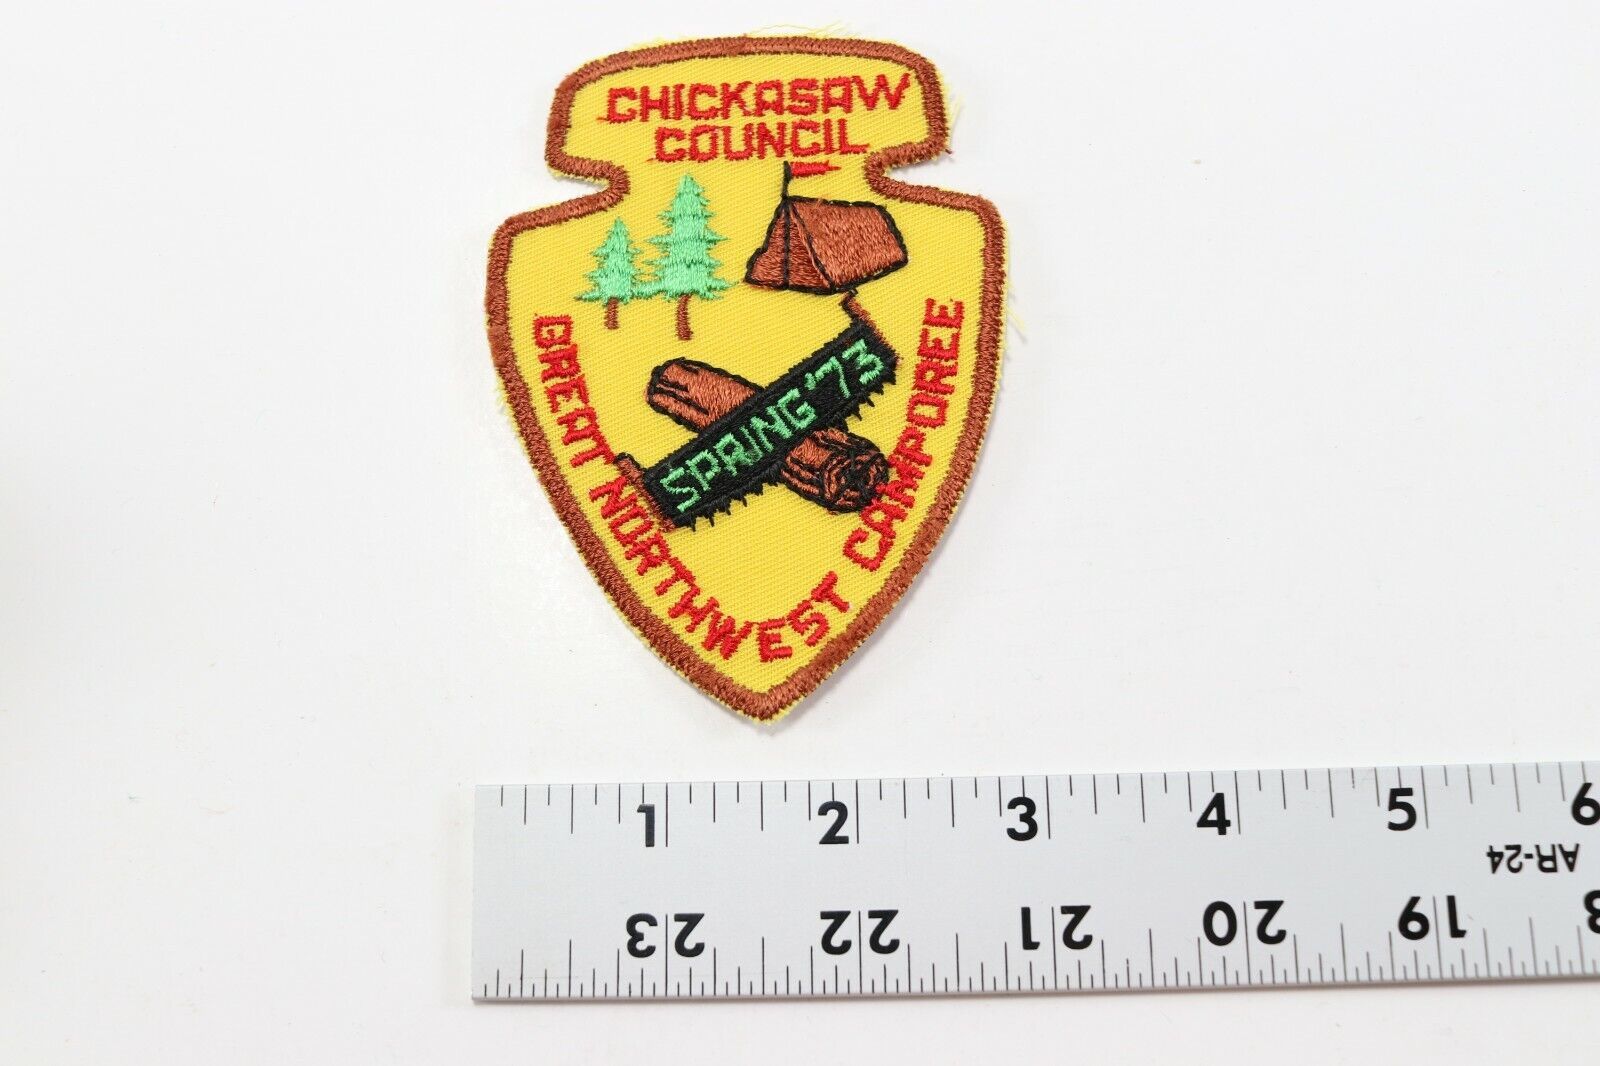 CHICKASAW
COUNCIL
SPRING '73
GREAT NORTHWEST CAMPOREE
1 2 3 4 5 6
AR-24
23 22 21 20 19